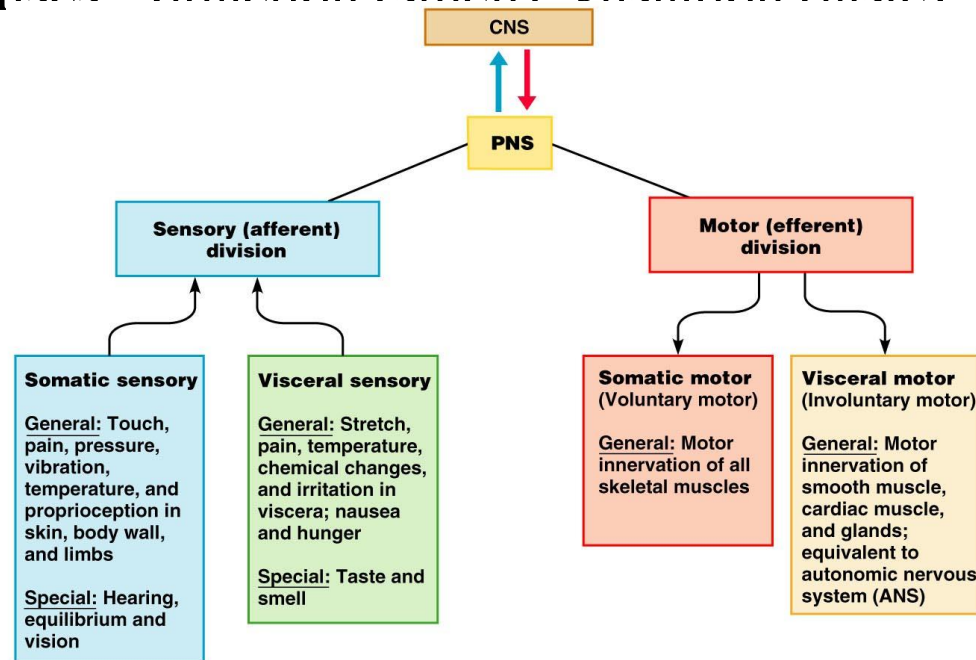 CNS
PNS
Sensory (afferent)
division
Motor (efferent)
division
Somatic sensory
General: Touch,
pain, pressure,
vibration,
temperature, and
proprioception in
skin, body wall,
and limbs
Special: Hearing,
equilibrium and
vision
Visceral sensory
General: Stretch,
pain, temperature,
chemical changes,
and irritation in
viscera; nausea
and hunger
Special: Taste and
smell
Somatic motor
(Voluntary motor)
General: Motor
innervation of all
skeletal muscles
Visceral motor
(Involuntary motor)
General: Motor
innervation of
smooth muscle,
cardiac muscle,
and glands;
equivalent to
autonomic nervous
system (ANS)